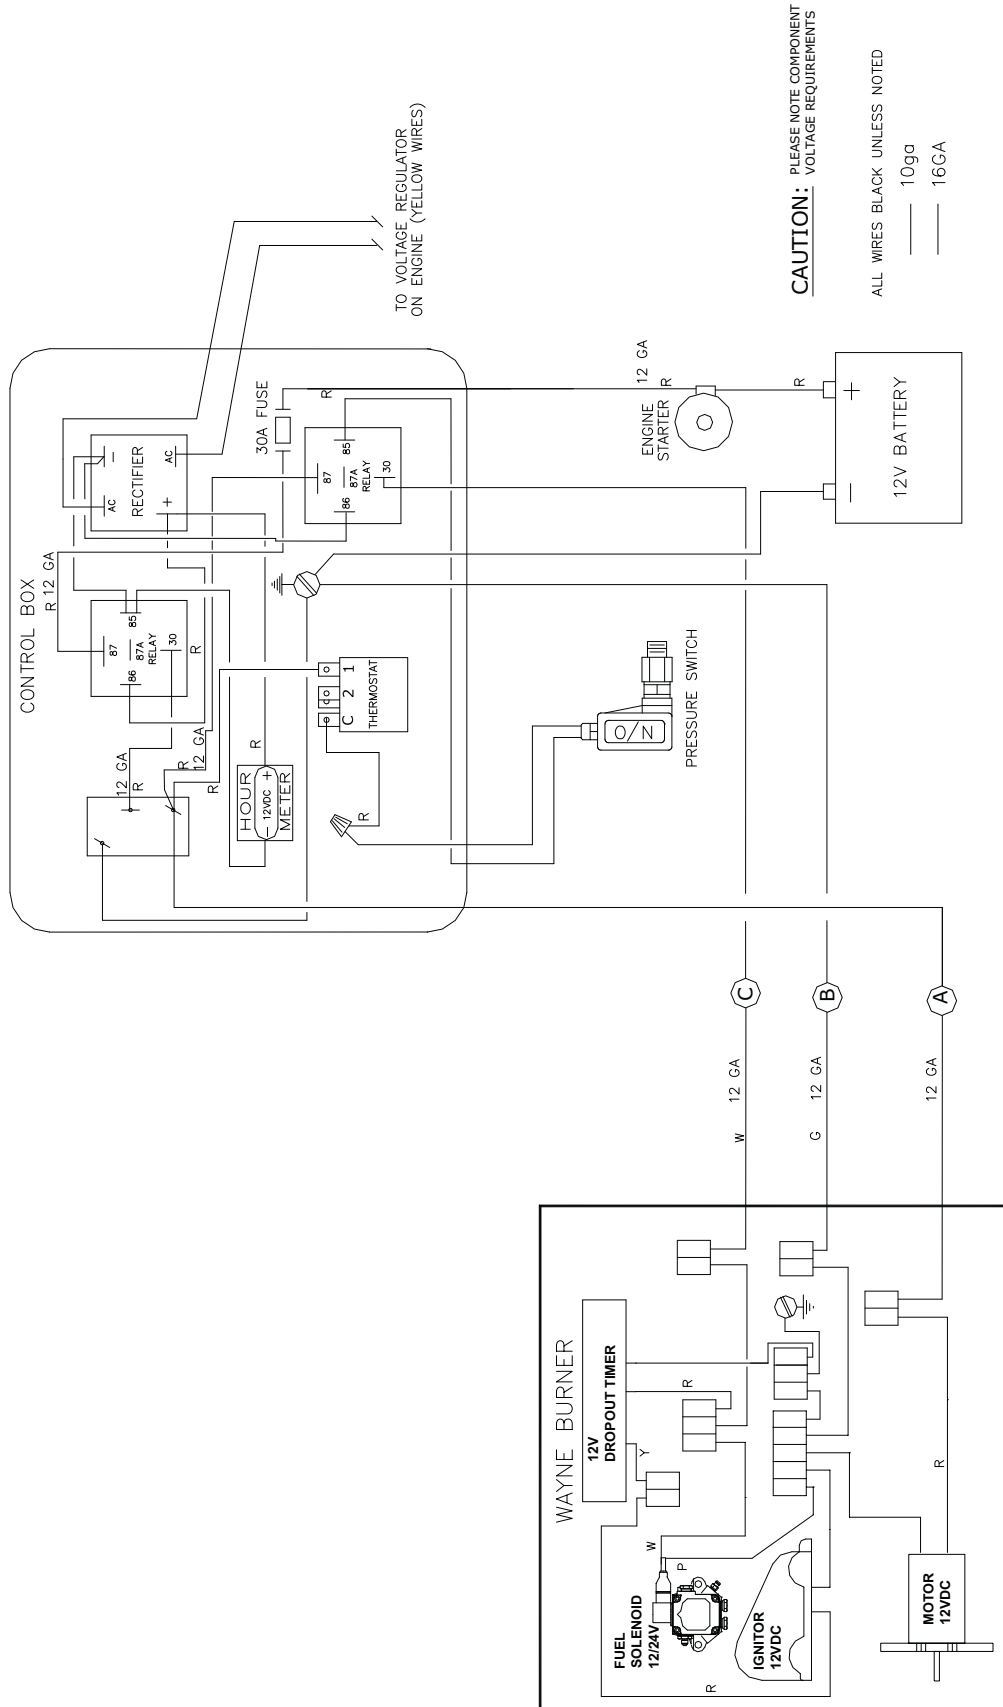 CONTROL BOX
R 12 GA
87
86
87A
85
RELAY
30
R
12 GA
R
R
12 GA
R
AC
−
RECTIFIER
+
AC
30A FUSE
R
87
86
87A
85
RELAY
30
HOUR
− 12VDC +
METER
R
C 2 1
THERMOSTAT
R
O/N
PRESSURE SWITCH
TO VOLTAGE REGULATOR
ON ENGINE (YELLOW WIRES)
12 GA
R
ENGINE
STARTER
R
− +
12V BATTERY
CAUTION: PLEASE NOTE COMPONENT
VOLTAGE REQUIREMENTS
ALL WIRES BLACK UNLESS NOTED
10ga
16GA
C
W 12 GA
B
G 12 GA
A
12 GA
WAYNE BURNER
12V
DROPOUT TIMER
Y
R
W
P
FUEL
SOLENOID
12/24V
IGNITOR
12VDC
R
R
MOTOR
12VDC